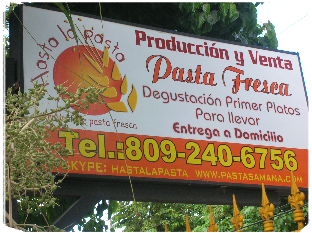 Hasta la pasta
pasta fresca
Producción y Venta
Pasta Fresca
Degustación Primer Platos
Para llevar
Entrega a Domicilio
Tel.:809-240-6756
SKYPE: HASTALAPASTA WWW.PASTASAMANA.COM